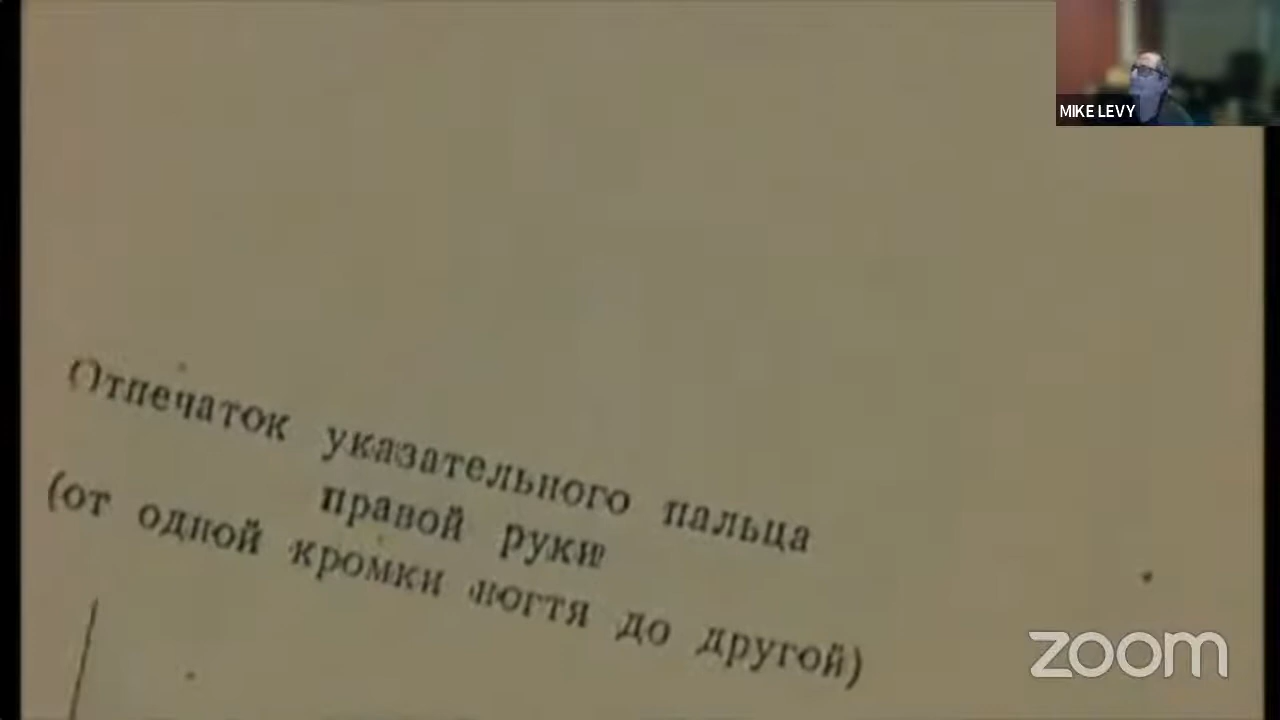 MIKE LEVY
Отпечаток указательного пальца
правой руки
(от одной кромки ногтя до другой)
zoom